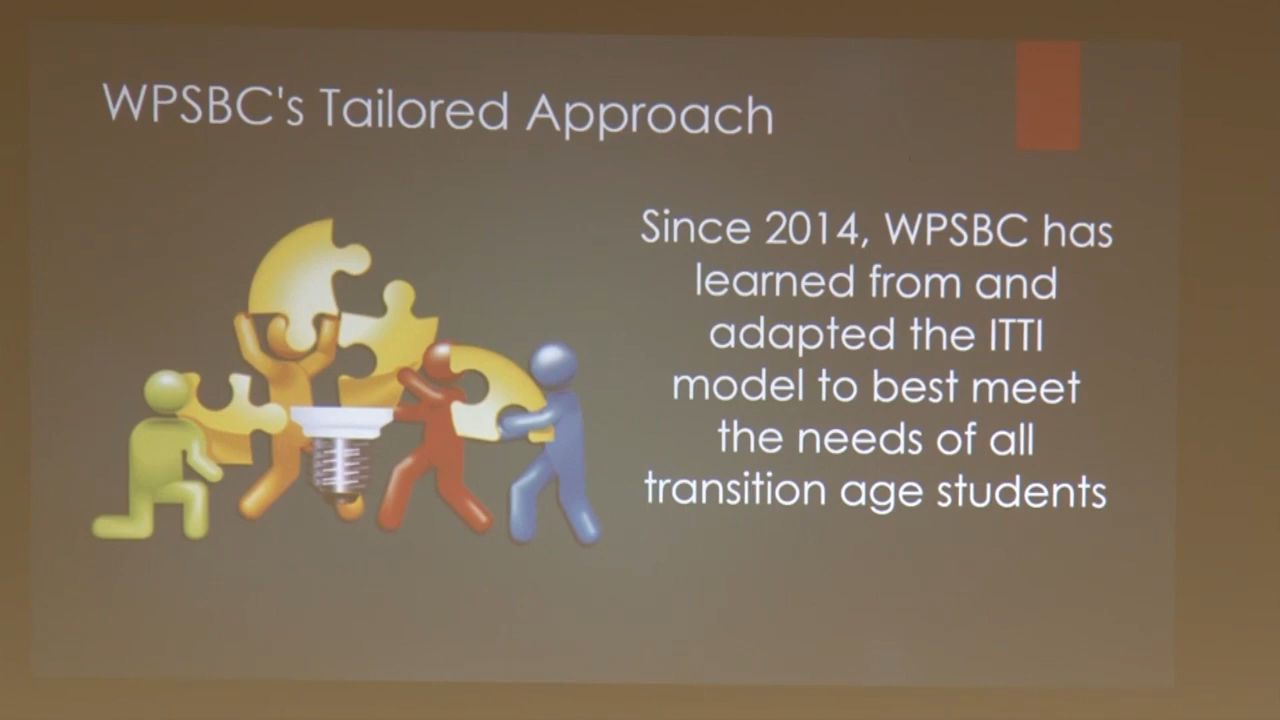 WPSBC's Tailored Approach
Since 2014, WPSBC has
learned from and
adapted the ITTI
model to best meet
the needs of all
transition age students